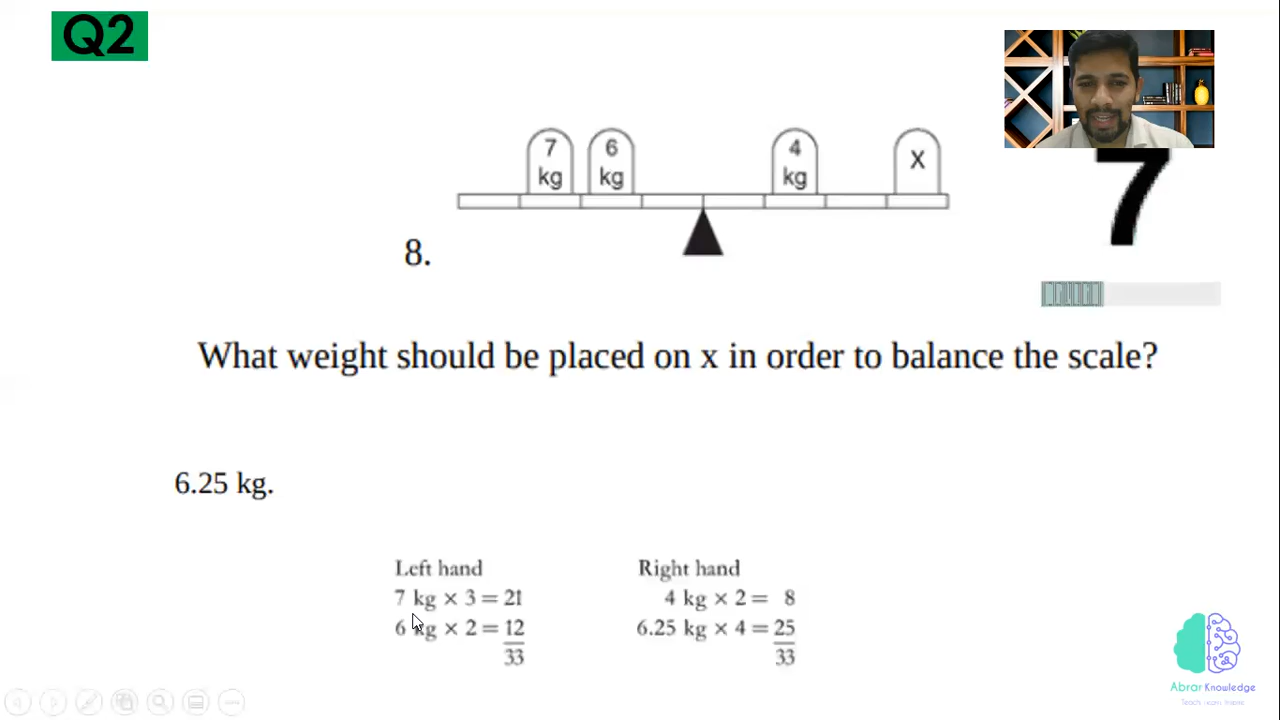 Q2
7 kg
6 kg
4 kg
X
7
8.
What weight should be placed on x in order to balance the scale?
6.25 kg.
Left hand
7 kg × 3 = 21
6 kg × 2 = 12
33
Right hand
4 kg × 2 = 8
6.25 kg × 4 = 25
33
Abrar Knowledge